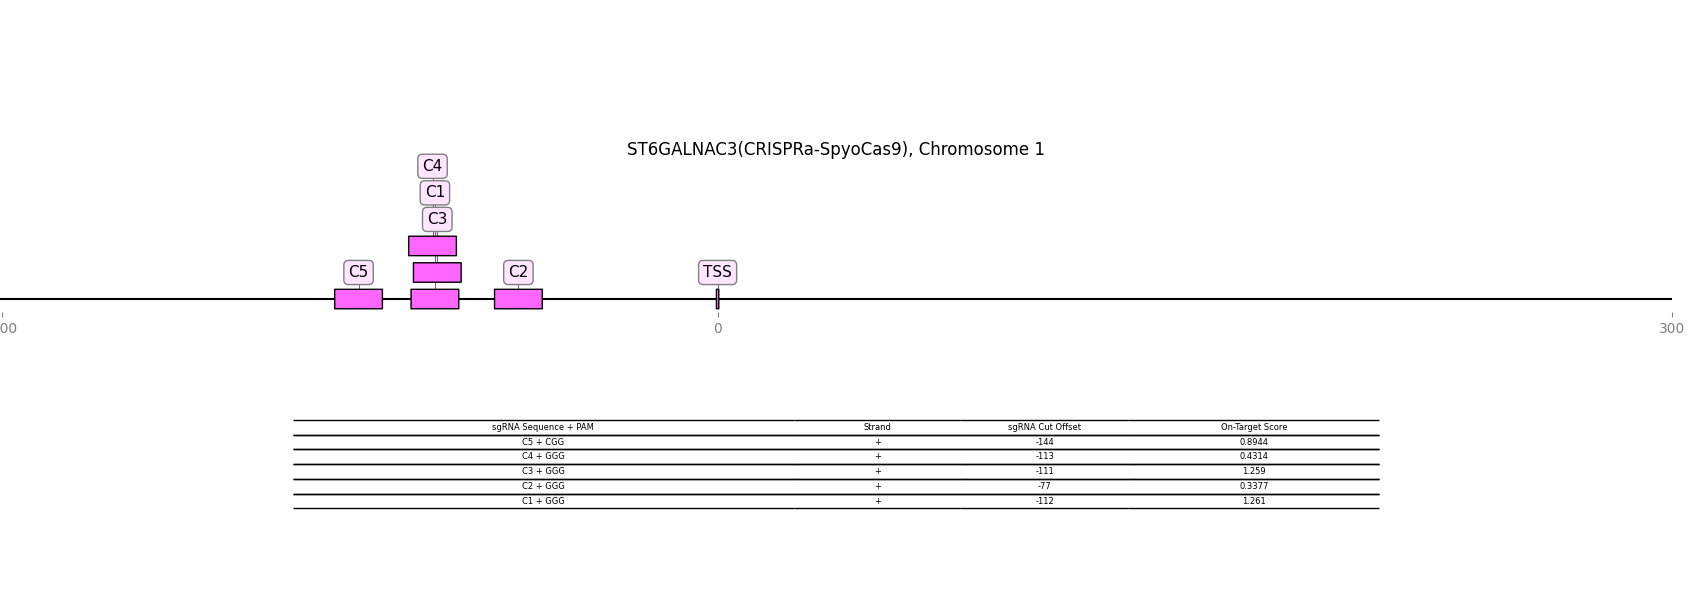 ST6GALNAC3(CRISPRa-SpyoCas9), Chromosome 1
C4
C1
C3
C5
C2
TSS
00 0 300
sgRNA Sequence + PAM Strand sgRNA Cut Offset On-Target Score
C5 + CGG + -144 0.8944
C4 + GGG + -113 0.4314
C3 + GGG + -111 1.259
C2 + GGG + -77 0.3377
C1 + GGG + -112 1.261